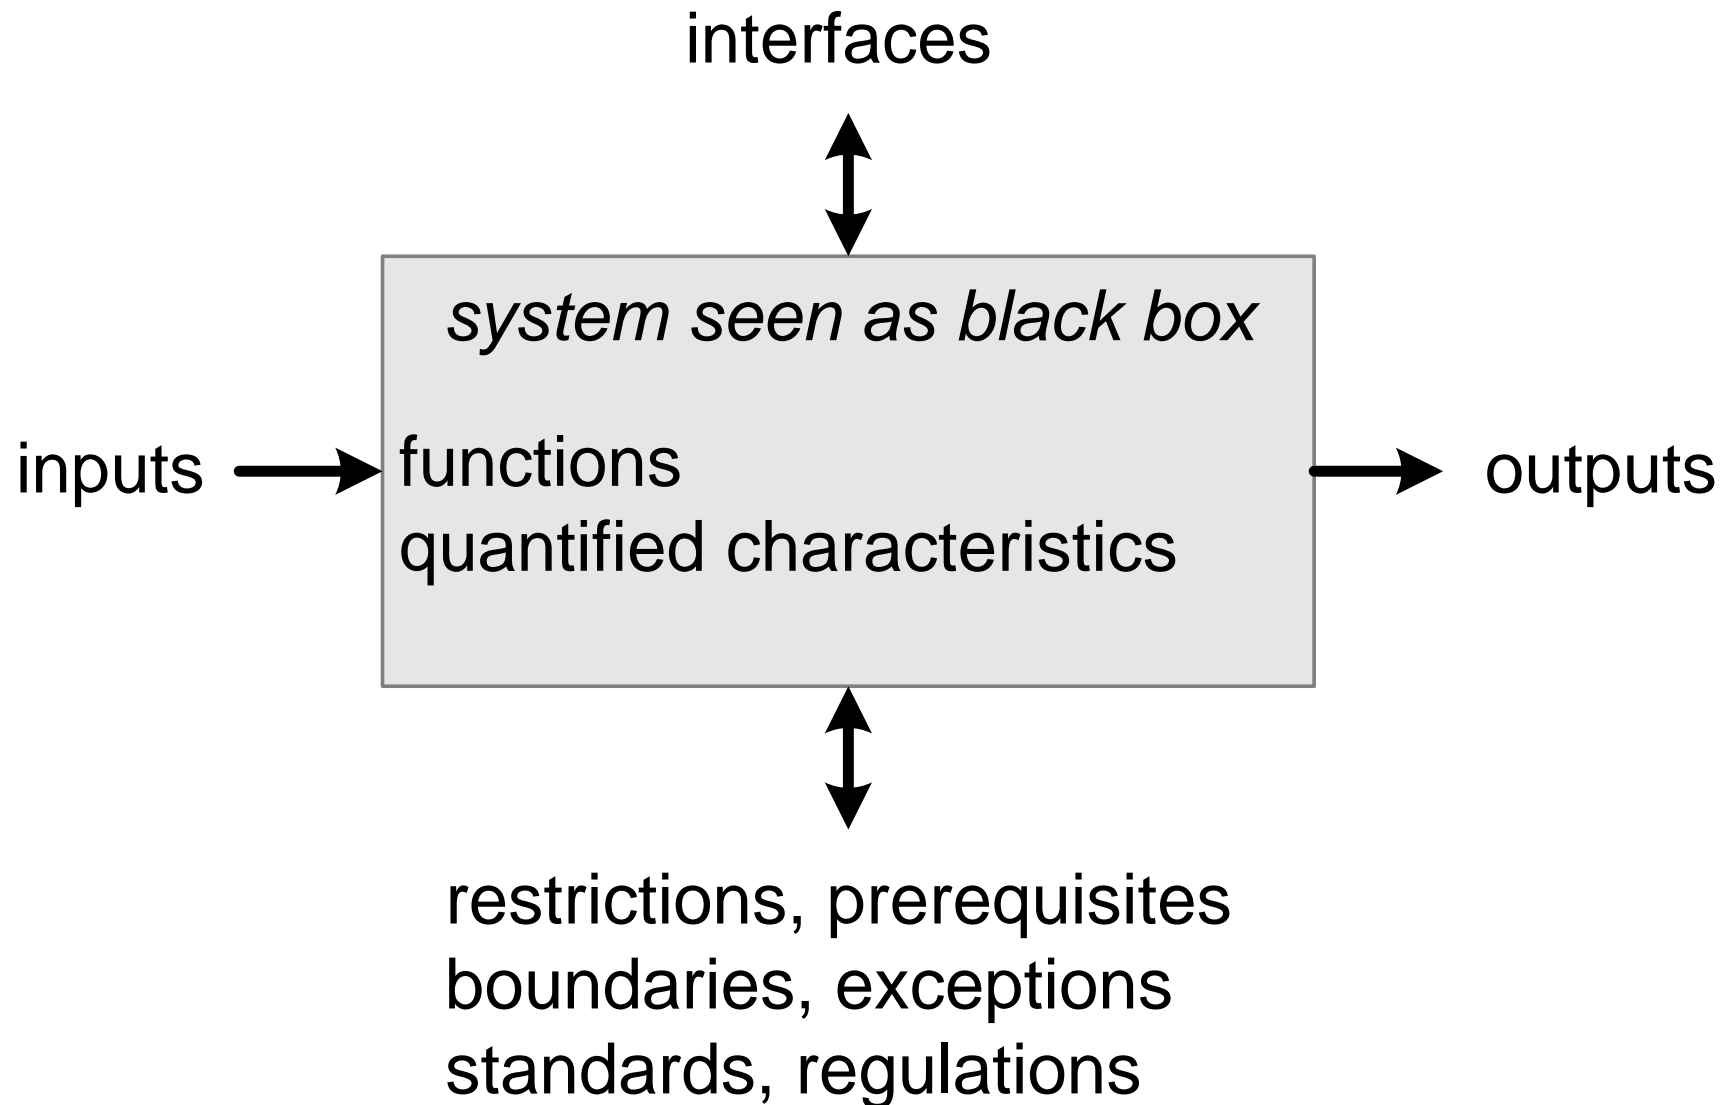 interfaces
system seen as black box
inputs
functions
quantified characteristics
outputs
restrictions, prerequisites
boundaries, exceptions
standards, regulations